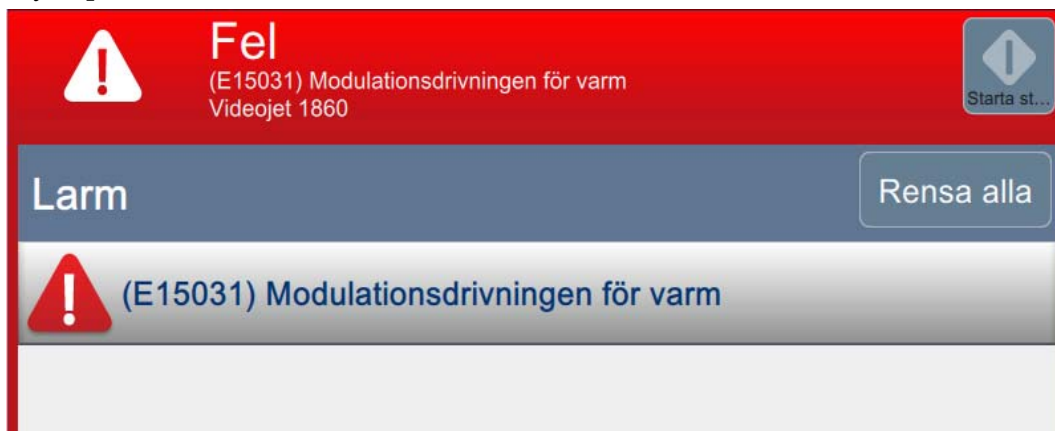 Fel
(E15031) Modulationsdrivningen för varm
Videojet 1860
Starta st...
Larm
Rensa alla
(E15031) Modulationsdrivningen för varm